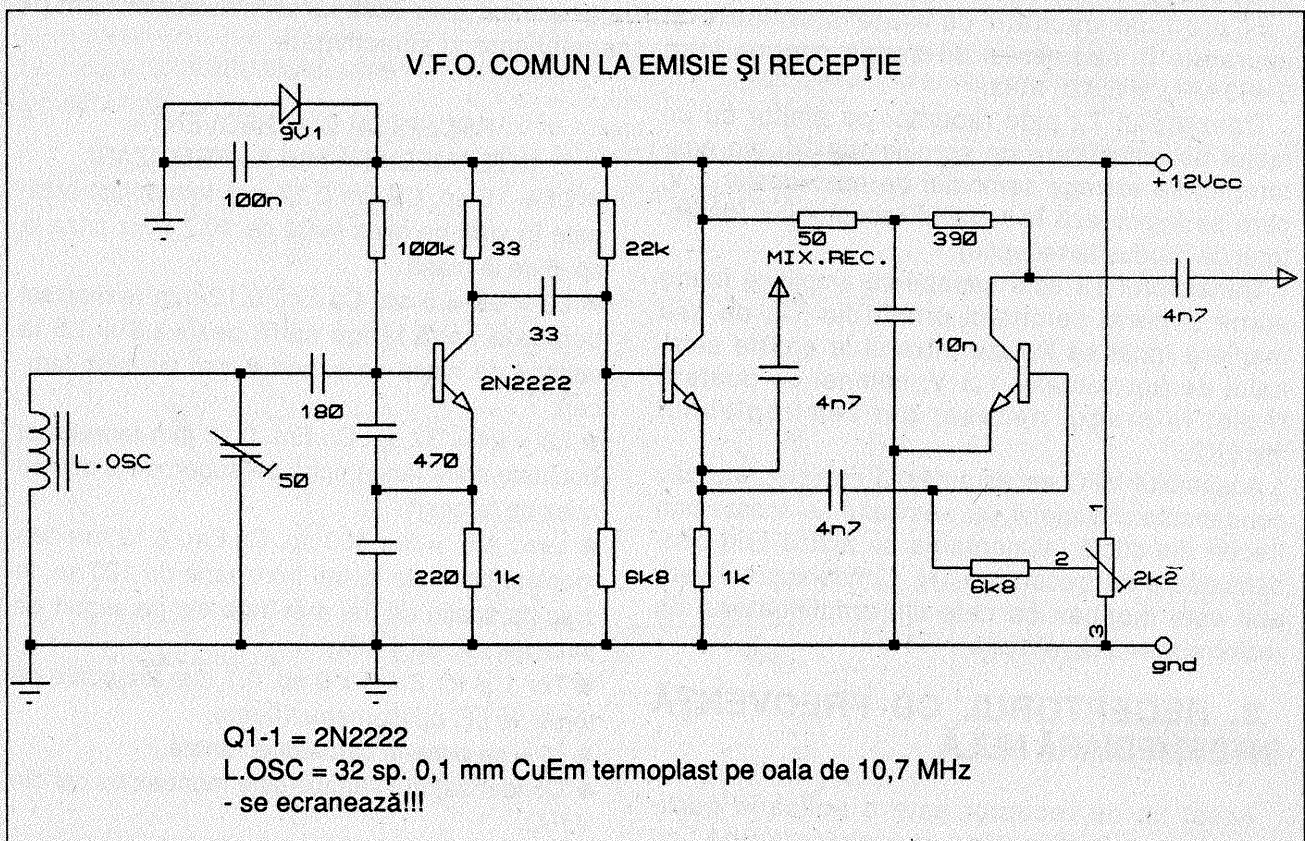 V.F.O. COMUN LA EMISIE ŞI RECEPŢIE
9V1
+12Vcc
100n
100k
33
22k
50
390
MIX.REC.
33
4n7
10n
2N2222
180
4n7
L.OSC
50
470
4n7
1
220
1k
6k8
1k
6k8
2
2k2
3
gnd
Q1-1 = 2N2222
L.OSC = 32 sp. 0,1 mm CuEm termoplast pe oala de 10,7 MHz
- se ecranează!!!